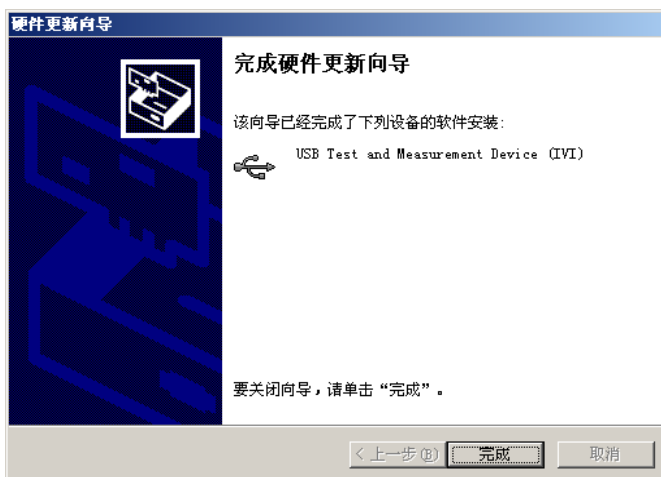 硬件更新向导
完成硬件更新向导
该向导已经完成了下列设备的软件安装:
USB Test and Measurement Device (IVI)
要关闭向导，请单击“完成”。
< 上一步(B)
完成
取消